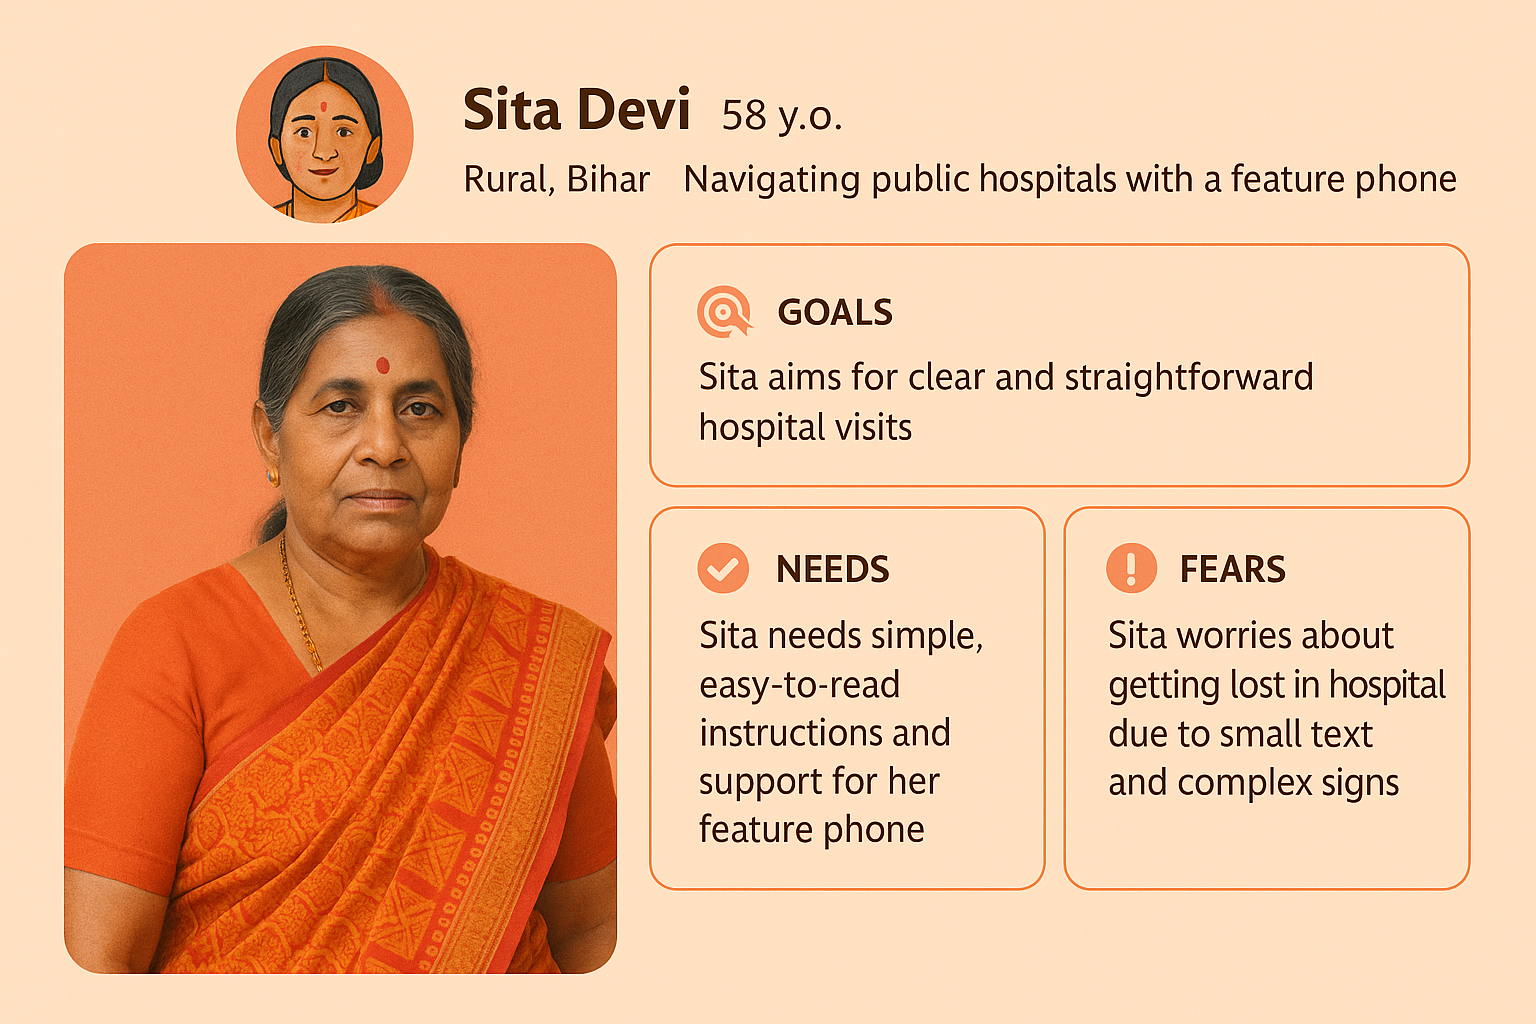 Sita Devi 58 y.o.
Rural, Bihar Navigating public hospitals with a feature phone
GOALS
Sita aims for clear and straightforward
hospital visits
NEEDS
Sita needs simple,
easy-to-read
instructions and
support for her
feature phone
FEARS
Sita worries about
getting lost in hospital
due to small text
and complex signs